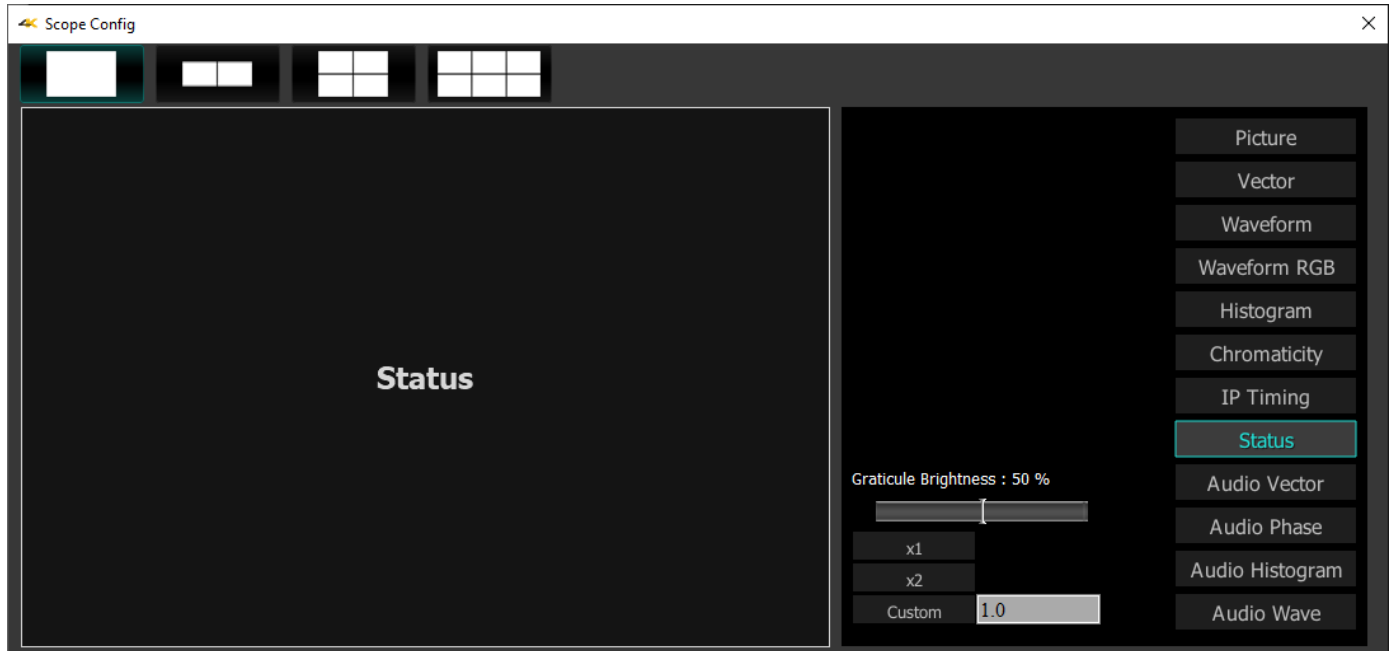 4K Scope Config
Status
Picture
Vector
Waveform
Waveform RGB
Histogram
Chromaticity
IP Timing
Status
Audio Vector
Audio Phase
Audio Histogram
Audio Wave
Graticule Brightness : 50 %
x1
x2
Custom 1.0